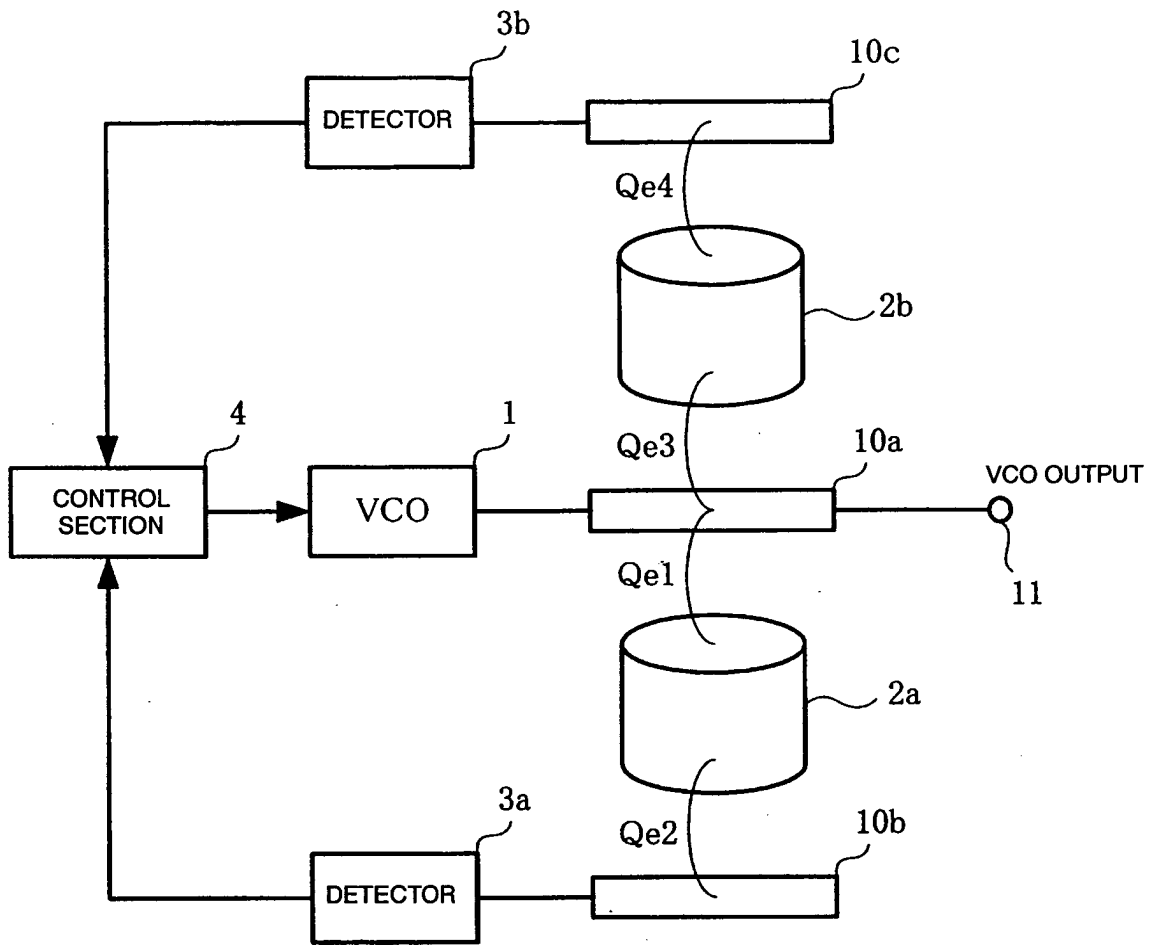 3b
10c
DETECTOR
Qe4
2b
4
1
Qe3
10a
VCO OUTPUT
CONTROL
SECTION
VCO
Qe1
11
2a
3a
Qe2
10b
DETECTOR